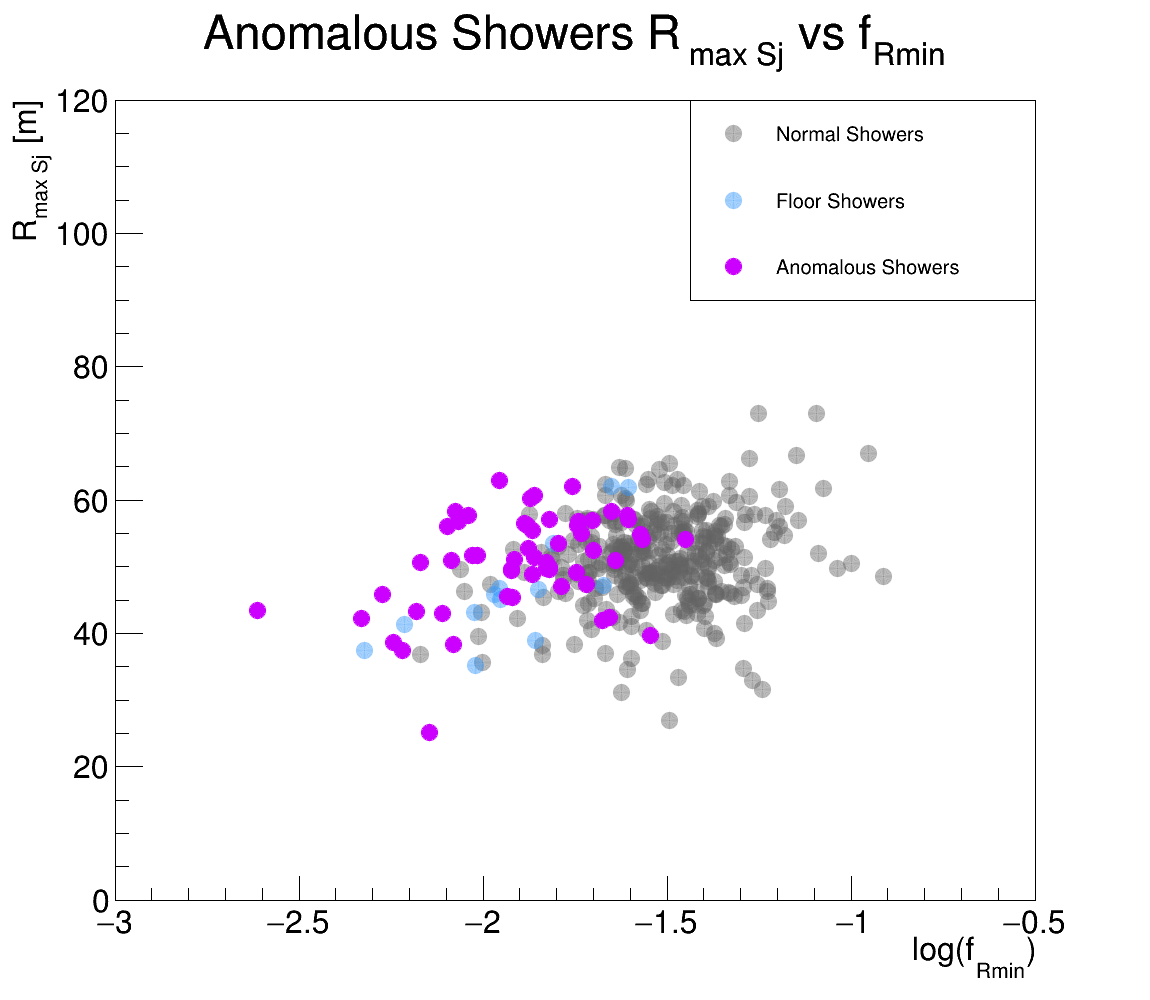 Anomalous Showers R max Sj vs f Rmin
R max Sj [m]
120
100
80
60
40
20
0
Normal Showers
Floor Showers
Anomalous Showers
−3 −2.5 −2 −1.5 −1 −0.5
log(f Rmin)